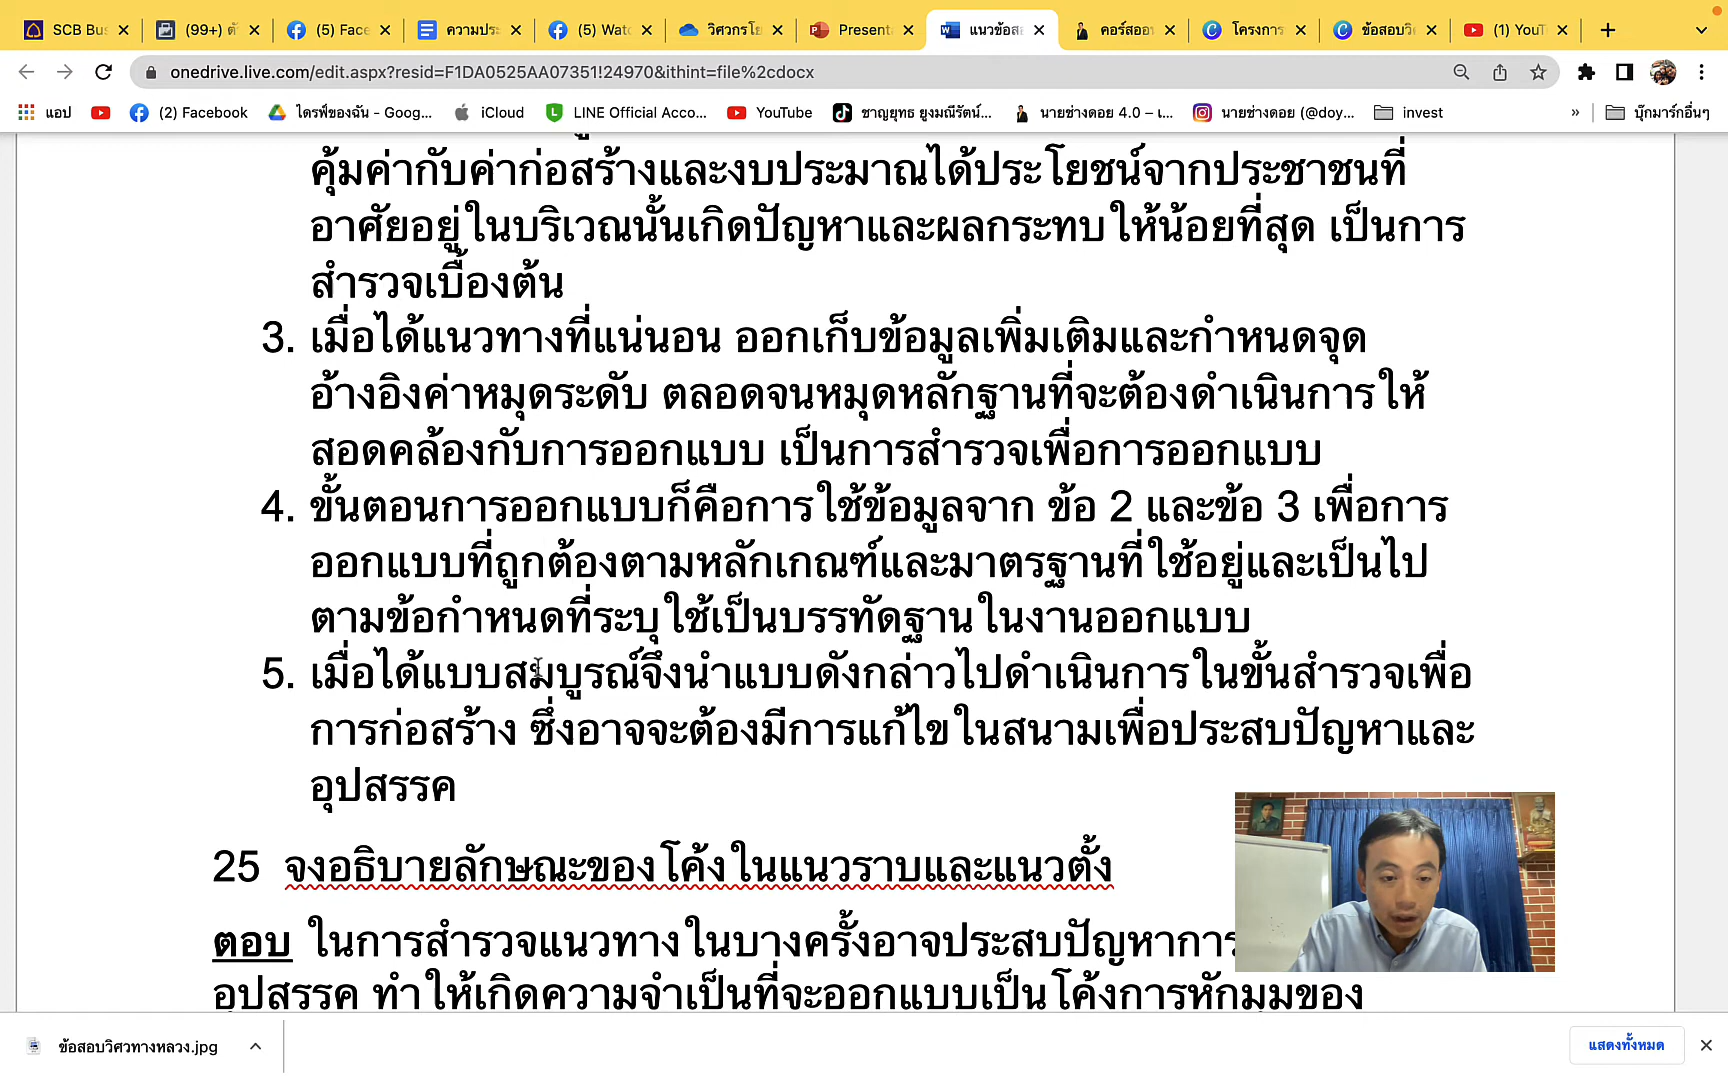 SCB Bus
(99+)
(5) Face
ความประ
(5) Watc
วิศวกรโย
Present
แนวข้อส
คอร์สออน
โครงการ
ข้อสอบวิ
(1) YouT
onedrive.live.com/edit.aspx?resid=F1DA0525AA07351!24970&ithint=file%2cdocx
แอป
(2) Facebook
ไดรฟ์ของฉัน - Goog...
iCloud
LINE Official Acco...
YouTube
ชาญยุทธ ยูงมณีรัตน์...
นายช่างดอย 4.0 – เ...
นายช่างดอย (@doy...
invest
»
บุ๊กมาร์กอื่นๆ
คุ้มค่ากับค่าก่อสร้างและงบประมาณได้ประโยชน์จากประชาชนที่
อาศัยอยู่ในบริเวณนั้นเกิดปัญหาและผลกระทบให้น้อยที่สุด เป็นการ
สำรวจเบื้องต้น
3. เมื่อได้แนวทางที่แน่นอน ออกเก็บข้อมูลเพิ่มเติมและกำหนดจุด
อ้างอิงค่าหมุดระดับ ตลอดจนหมุดหลักฐานที่จะต้องดำเนินการให้
สอดคล้องกับการออกแบบ เป็นการสำรวจเพื่อการออกแบบ
4. ขั้นตอนการออกแบบก็คือการใช้ข้อมูลจาก ข้อ 2 และข้อ 3 เพื่อการ
ออกแบบที่ถูกต้องตามหลักเกณฑ์และมาตรฐานที่ใช้อยู่และเป็นไป
ตามข้อกำหนดที่ระบุใช้เป็นบรรทัดฐานในงานออกแบบ
5. เมื่อได้แบบสมบูรณ์จึงนำแบบดังกล่าวไปดำเนินการในขั้นสำรวจเพื่อ
การก่อสร้าง ซึ่งอาจจะต้องมีการแก้ไขในสนามเพื่อประสบปัญหาและ
อุปสรรค
25 จงอธิบายลักษณะของโค้งในแนวราบและแนวตั้ง
ตอบ ในการสำรวจแนวทางในบางครั้งอาจประสบปัญหาการ
อุปสรรค ทำให้เกิดความจำเป็นที่จะออกแบบเป็นโค้งการหักมุมของ
ข้อสอบวิศวทางหลวง.jpg
แสดงทั้งหมด